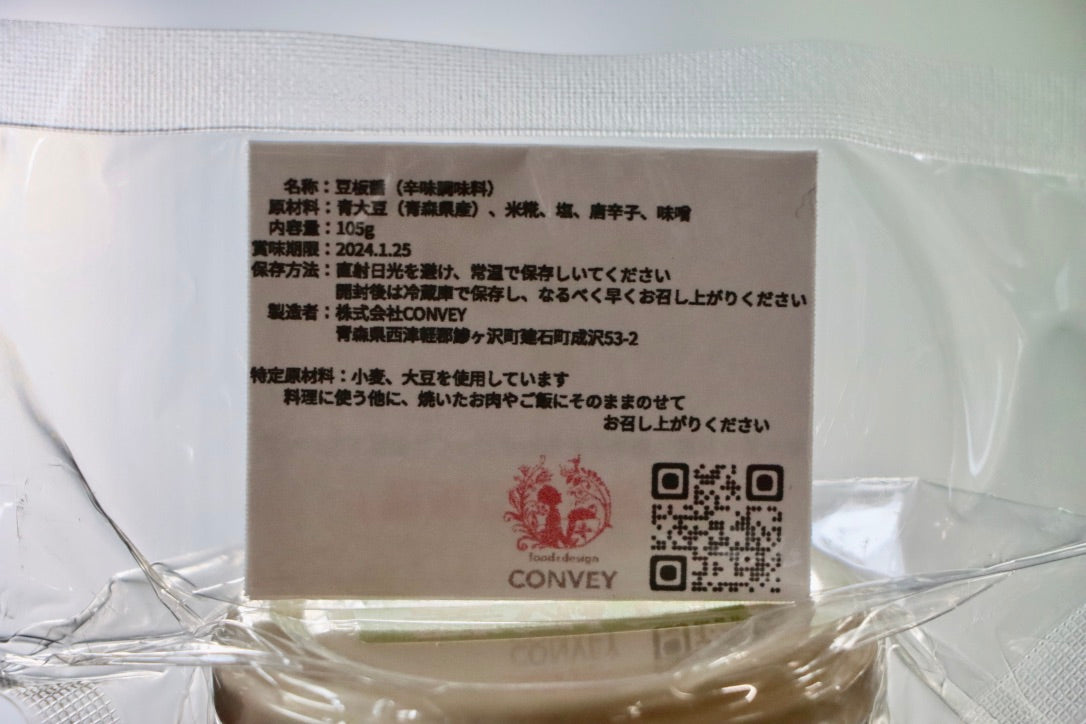 名称：豆板醤（辛味調味料）
原材料：青大豆（青森県産）、米糀、塩、唐辛子、味噌
内容量：105g
賞味期限：2024.1.25
保存方法：直射日光を避け、常温で保存しいてください
開封後は冷蔵庫で保存し、なるべく早くお召し上がりください
製造者：株式会社CONVEY
青森県西津軽郡鰺ヶ沢町建石町成沢53-2
特定原材料：小麦、大豆を使用しています
料理に使う他に、焼いたお肉やご飯にそのままのせて
お召し上がりください
food:design
CONVEY